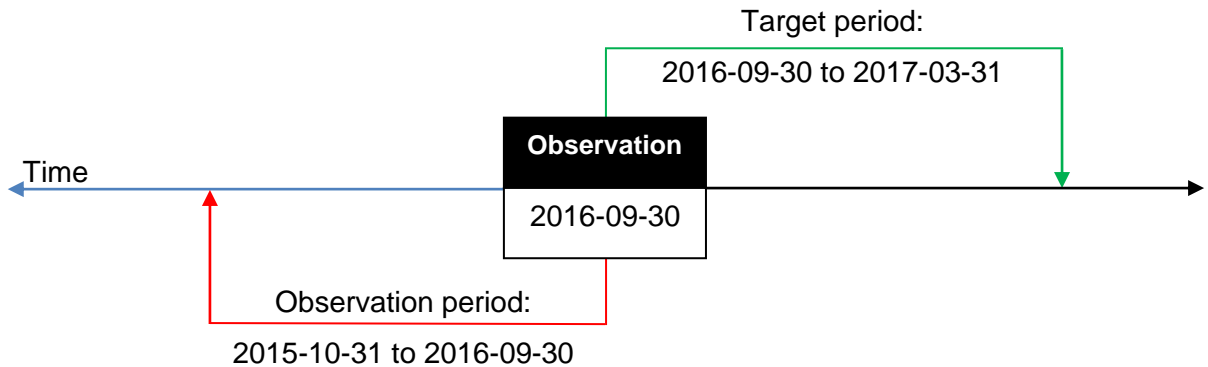 Target period:
2016-09-30 to 2017-03-31
Observation
Time
2016-09-30
Observation period:
2015-10-31 to 2016-09-30